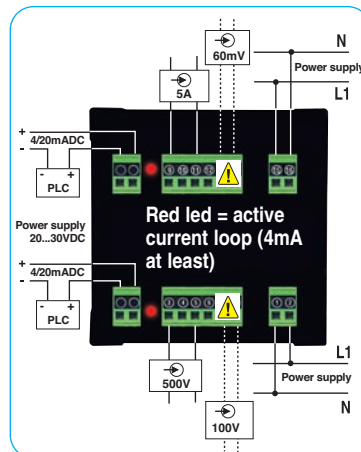 60mV
N
Power supply
L1
5A
+
4/20mADC
-
- +
PLC
Red led = active
current loop (4mA
at least)
Power supply
20...30VDC
+
4/20mADC
-
- +
PLC
500V
100V
L1
Power supply
N